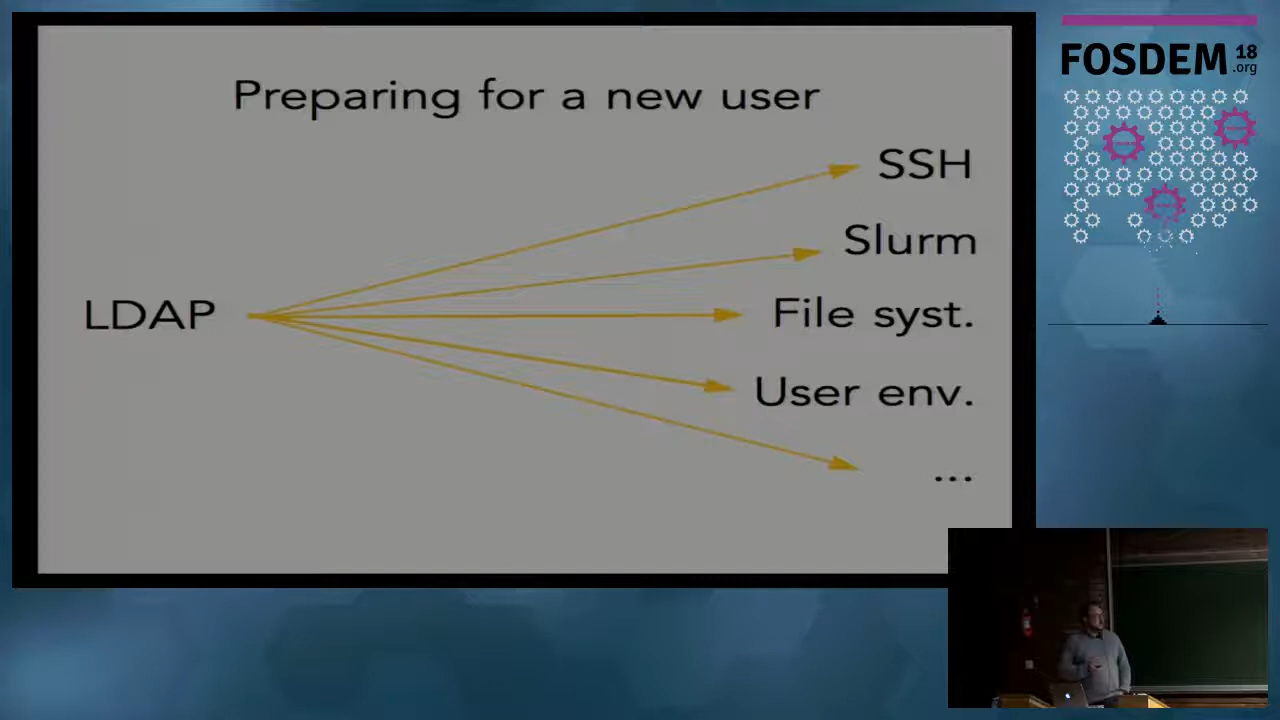 Preparing for a new user
SSH
Slurm
LDAP
File syst.
User env.
...
FOSDEM 18
.org